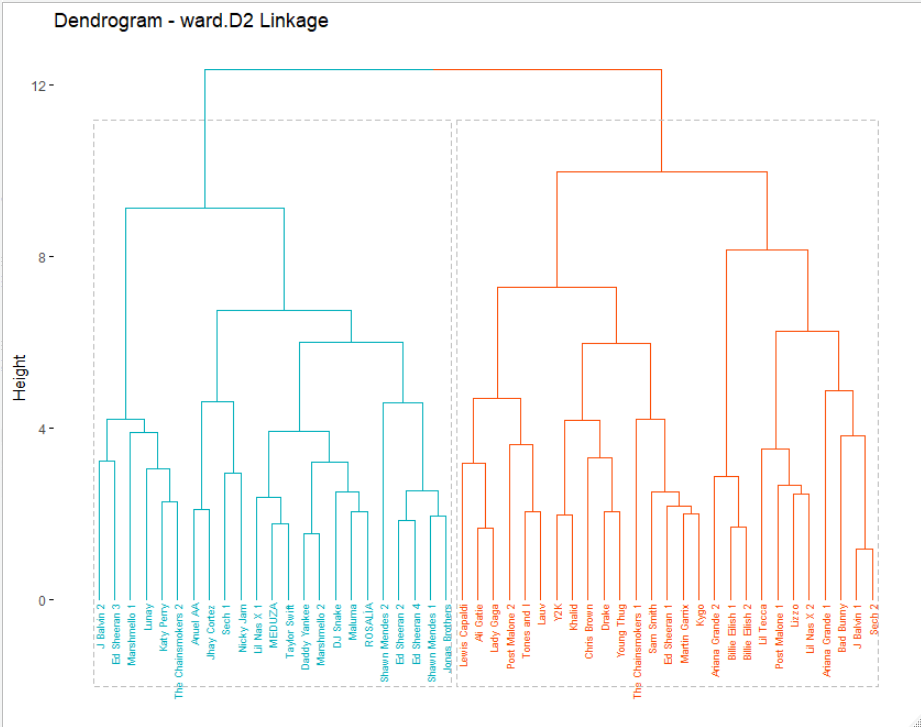 Dendrogram - ward.D2 Linkage
12
8
4
0
Height
J Balvin 2
Ed Sheeran 3
Marshmello 1
Lunay
Katy Perry
The Chainsmokers 2
Anuel AA
Jhay Cortez
Sech 1
Nicky Jam
Lil Nas X 1
MEDUZA
Taylor Swift
Daddy Yankee
Marshmello 2
DJ Snake
Maluma
ROSALÍA
Shawn Mendes 2
Ed Sheeran 2
Ed Sheeran 4
Shawn Mendes 1
Jonas Brothers
Lewis Capaldi
Ali Gatie
Lady Gaga
Post Malone 2
Tones and I
Lauv
Y2K
Khalid
Chris Brown
Drake
Young Thug
The Chainsmokers 1
Sam Smith
Ed Sheeran 1
Martin Garrix
Kygo
Ariana Grande 2
Billie Eilish 1
Billie Eilish 2
Lil Tecca
Post Malone 1
Lizzo
Lil Nas X 2
Ariana Grande 1
Bad Bunny
J Balvin 1
Sech 2